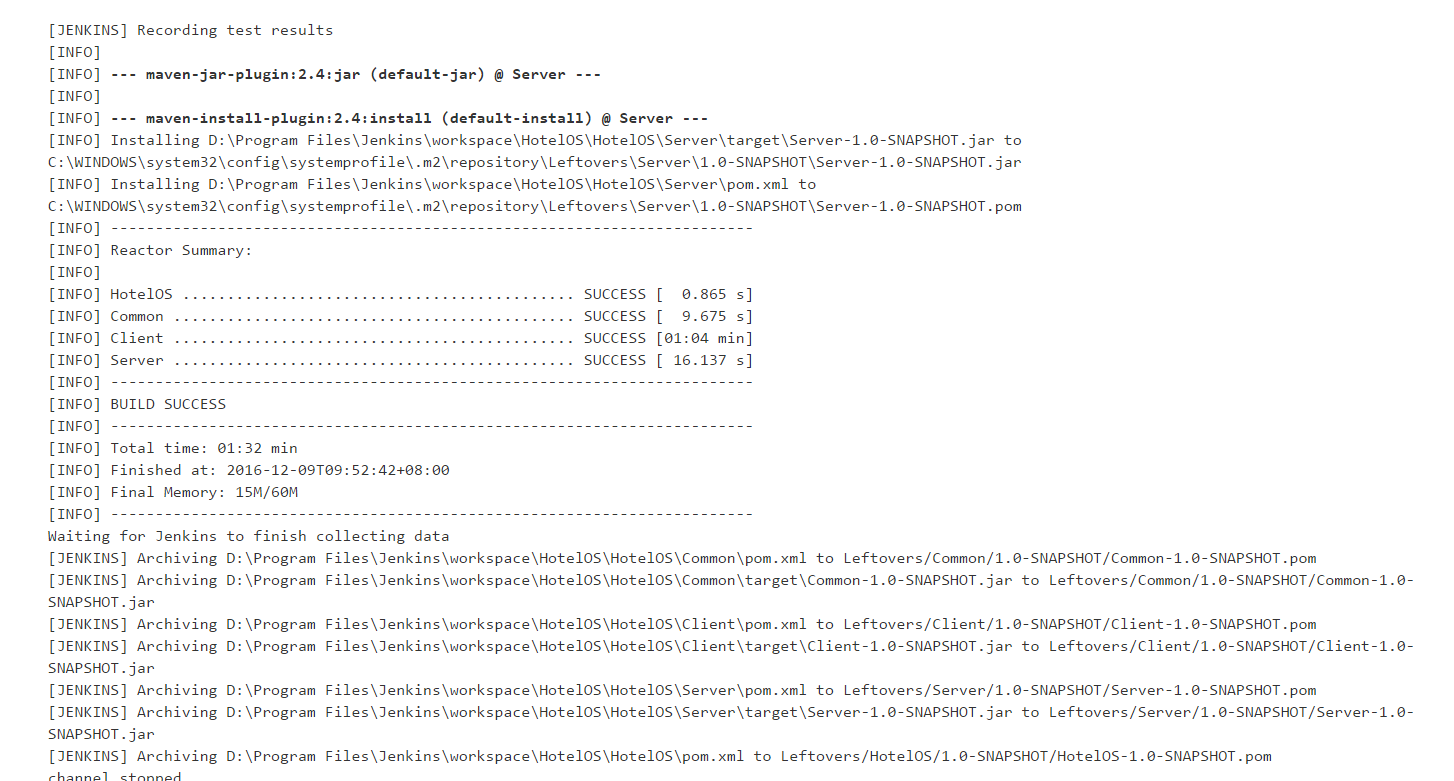 [JENKINS] Recording test results
[INFO]
[INFO] --- maven-jar-plugin:2.4:jar (default-jar) @ Server ---
[INFO]
[INFO] --- maven-install-plugin:2.4:install (default-install) @ Server ---
[INFO] Installing D:\Program Files\Jenkins\workspace\HotelOS\HotelOS\Server\target\Server-1.0-SNAPSHOT.jar to
C:\WINDOWS\system32\config\systemprofile\.m2\repository\Leftovers\Server\1.0-SNAPSHOT\Server-1.0-SNAPSHOT.jar
[INFO] Installing D:\Program Files\Jenkins\workspace\HotelOS\HotelOS\Server\pom.xml to
C:\WINDOWS\system32\config\systemprofile\.m2\repository\Leftovers\Server\1.0-SNAPSHOT\Server-1.0-SNAPSHOT.pom
[INFO] ------------------------------------------------------------------------
[INFO] Reactor Summary:
[INFO]
[INFO] HotelOS ............................................ SUCCESS [  0.865 s]
[INFO] Common ............................................. SUCCESS [  9.675 s]
[INFO] Client ............................................. SUCCESS [01:04 min]
[INFO] Server ............................................. SUCCESS [ 16.137 s]
[INFO] ------------------------------------------------------------------------
[INFO] BUILD SUCCESS
[INFO] ------------------------------------------------------------------------
[INFO] Total time: 01:32 min
[INFO] Finished at: 2016-12-09T09:52:42+08:00
[INFO] Final Memory: 15M/60M
[INFO] ------------------------------------------------------------------------
Waiting for Jenkins to finish collecting data
[JENKINS] Archiving D:\Program Files\Jenkins\workspace\HotelOS\HotelOS\Common\pom.xml to Leftovers/Common/1.0-SNAPSHOT/Common-1.0-SNAPSHOT.pom
[JENKINS] Archiving D:\Program Files\Jenkins\workspace\HotelOS\HotelOS\Common\target\Common-1.0-SNAPSHOT.jar to Leftovers/Common/1.0-SNAPSHOT/Common-1.0-
SNAPSHOT.jar
[JENKINS] Archiving D:\Program Files\Jenkins\workspace\HotelOS\HotelOS\Client\pom.xml to Leftovers/Client/1.0-SNAPSHOT/Client-1.0-SNAPSHOT.pom
[JENKINS] Archiving D:\Program Files\Jenkins\workspace\HotelOS\HotelOS\Client\target\Client-1.0-SNAPSHOT.jar to Leftovers/Client/1.0-SNAPSHOT/Client-1.0-
SNAPSHOT.jar
[JENKINS] Archiving D:\Program Files\Jenkins\workspace\HotelOS\HotelOS\Server\pom.xml to Leftovers/Server/1.0-SNAPSHOT/Server-1.0-SNAPSHOT.pom
[JENKINS] Archiving D:\Program Files\Jenkins\workspace\HotelOS\HotelOS\Server\target\Server-1.0-SNAPSHOT.jar to Leftovers/Server/1.0-SNAPSHOT/Server-1.0-
SNAPSHOT.jar
[JENKINS] Archiving D:\Program Files\Jenkins\workspace\HotelOS\HotelOS\pom.xml to Leftovers/HotelOS/1.0-SNAPSHOT/HotelOS-1.0-SNAPSHOT.pom
channel stopped